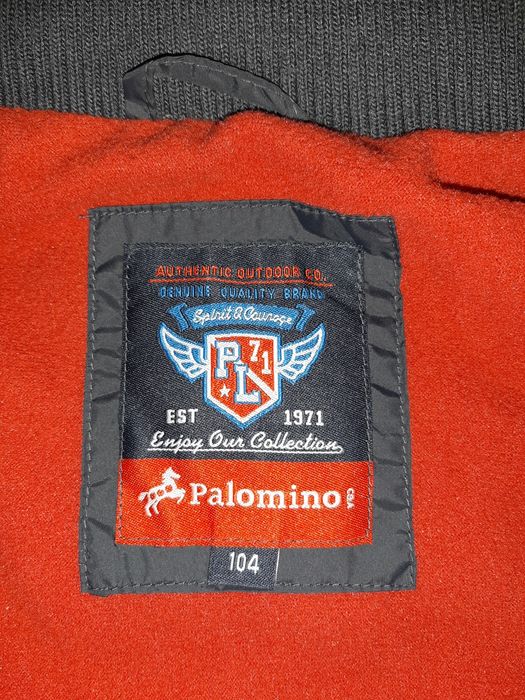 AUTHENTIC OUTDOOR CO.
GENUINE QUALITY BRAND
Spirit & Courage
PL 71
EST 1971
Enjoy Our Collection
Palomino C&A
104